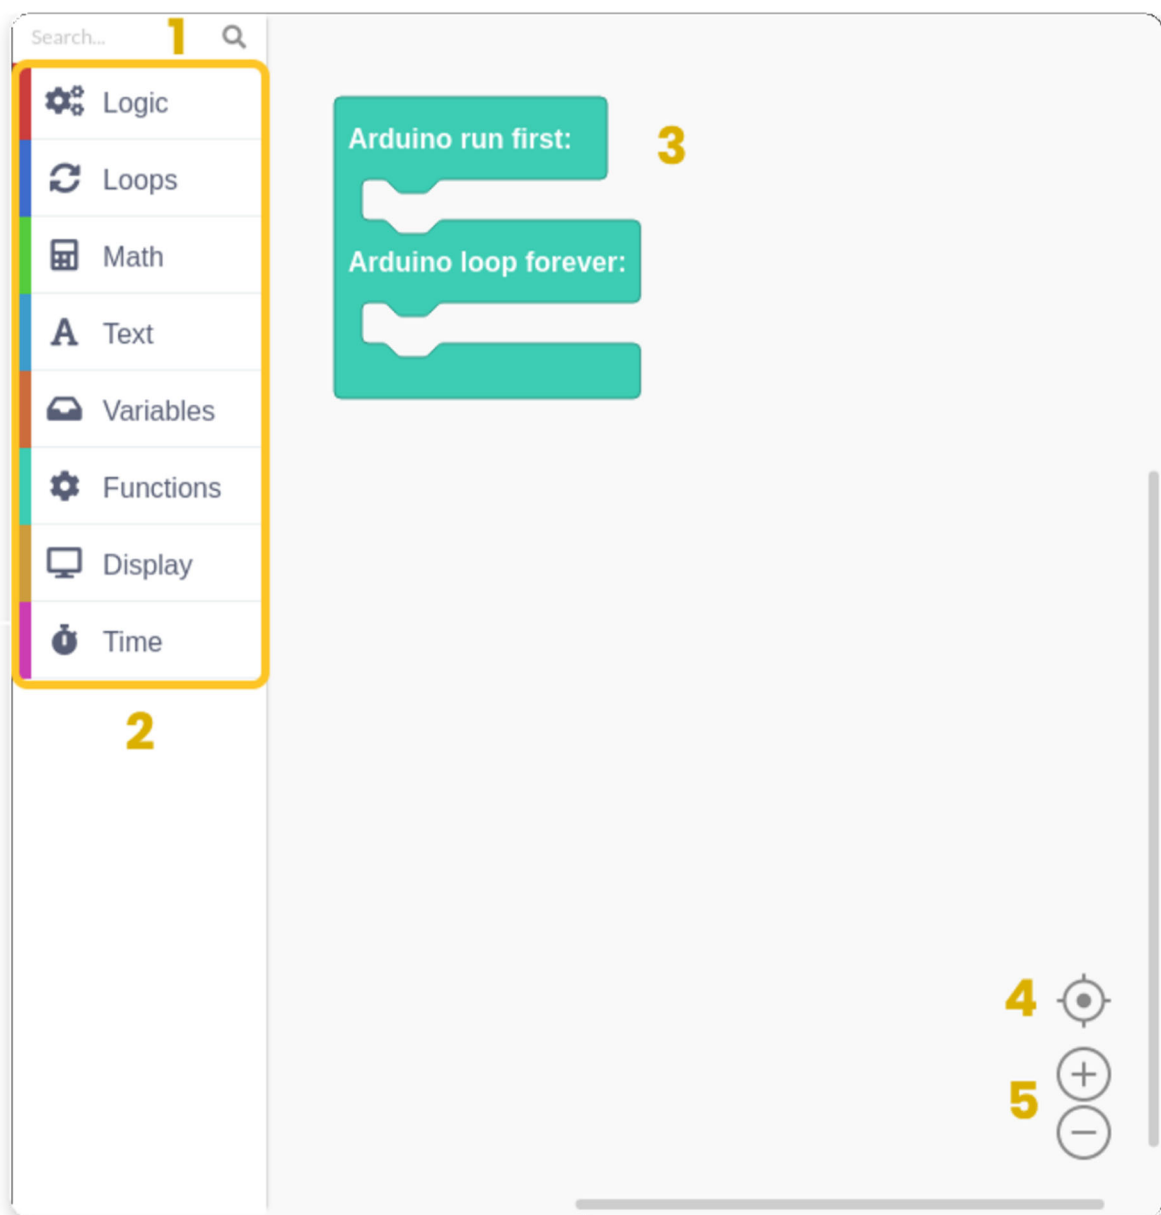 Search... 1
Logic
Loops
Math
Text
Variables
Functions
Display
Time
2
Arduino run first:
3
Arduino loop forever:
4
5